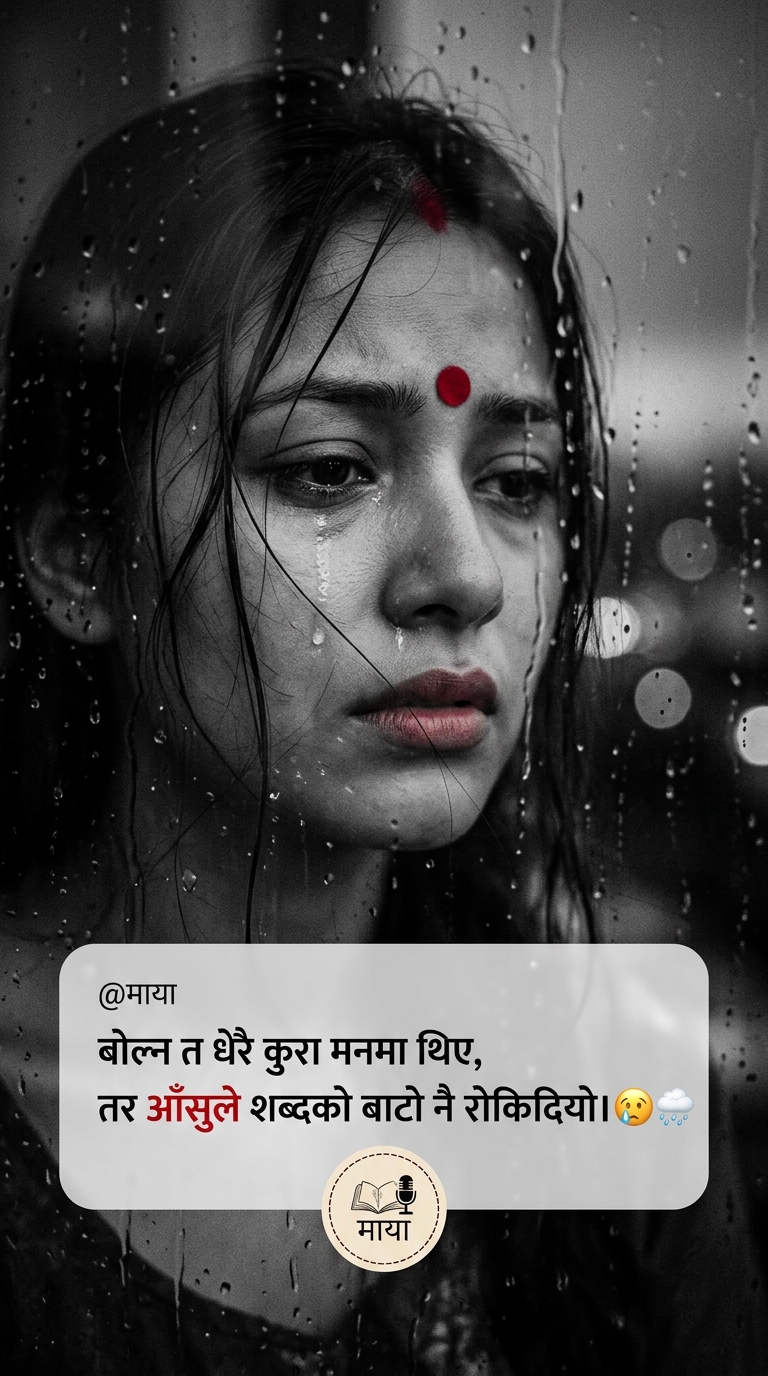 @माया
बोल्न त धेरै कुरा मनमा थिए,
तर आँसुले शब्दको बाटो नै रोकिदियो।😢🌧️
माया